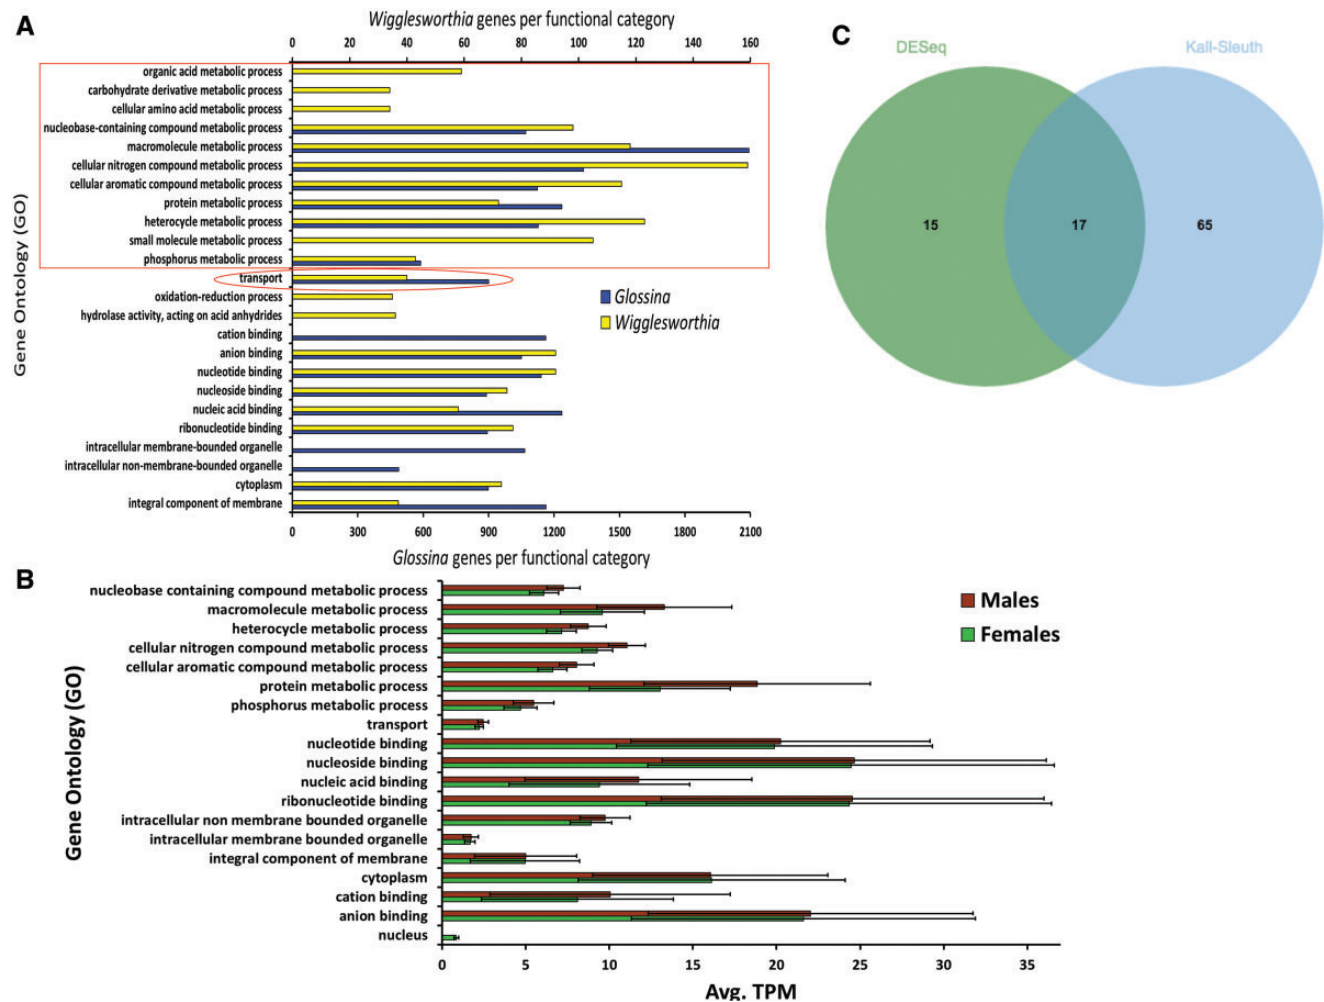 A
Wigglesworthia genes per functional category
0 20 40 60 80 100 120 140 160
Gene Ontology (GO)
organic acid metabolic process
carbohydrate derivative metabolic process
cellular amino acid metabolic process
nucleobase-containing compound metabolic process
macromolecule metabolic process
cellular nitrogen compound metabolic process
cellular aromatic compound metabolic process
protein metabolic process
heterocycle metabolic process
small molecule metabolic process
phosphorus metabolic process
transport
oxidation-reduction process
hydrolase activity, acting on acid anhydrides
cation binding
anion binding
nucleotide binding
nucleoside binding
nucleic acid binding
ribonucleotide binding
intracellular membrane-bounded organelle
intracellular non-membrane-bounded organelle
cytoplasm
integral component of membrane
Glossina
Wigglesworthia
0 300 600 900 1200 1500 1800 2100
Glossina genes per functional category
C
DESeq
Kall-Sleuth
15
17
65
B
Gene Ontology (GO)
nucleobase containing compound metabolic process
macromolecule metabolic process
heterocycle metabolic process
cellular nitrogen compound metabolic process
cellular aromatic compound metabolic process
protein metabolic process
phosphorus metabolic process
transport
nucleotide binding
nucleoside binding
nucleic acid binding
ribonucleotide binding
intracellular non membrane bounded organelle
intracellular membrane bounded organelle
integral component of membrane
cytoplasm
cation binding
anion binding
nucleus
Males
Females
0 5 10 15 20 25 30 35
Avg. TPM